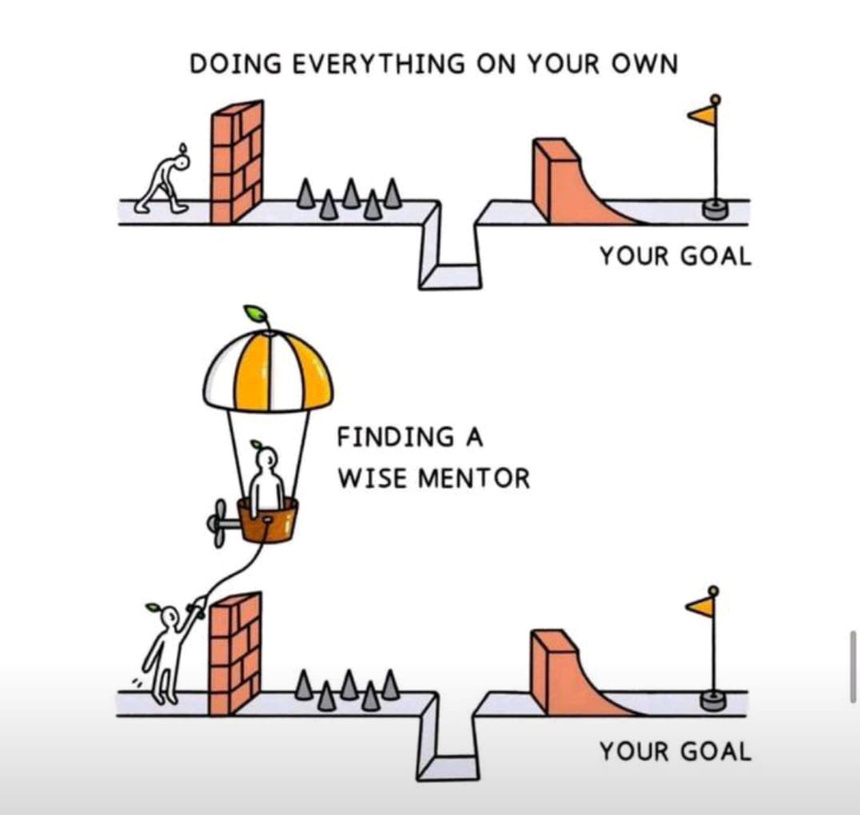 DOING EVERYTHING ON YOUR OWN
YOUR GOAL
FINDING A
WISE MENTOR
YOUR GOAL